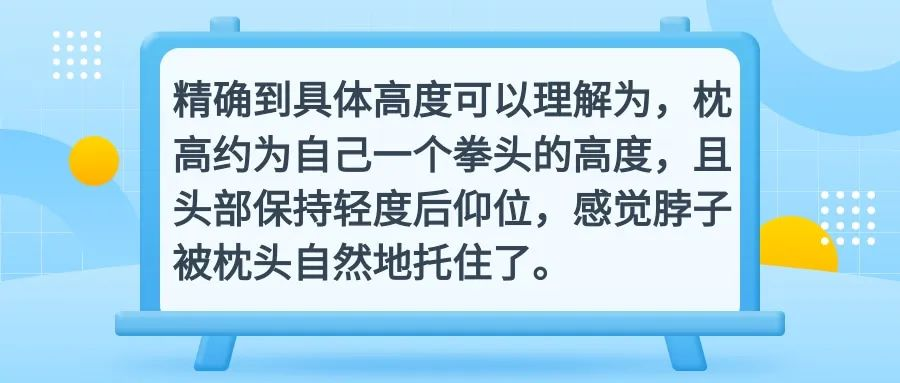 精确到具体高度可以理解为，枕
高约为自己一个拳头的高度，且
头部保持轻度后仰位，感觉脖子
被枕头自然地托住了。